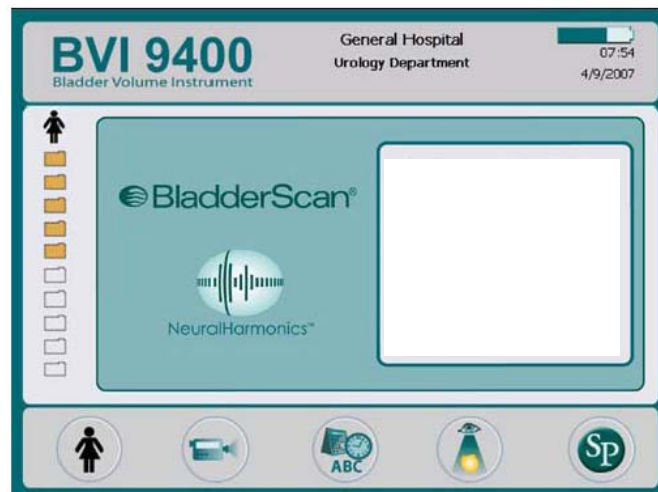 BVI 9400
Bladder Volume Instrument
General Hospital
Urology Department
07:54
4/9/2007
BladderScan®
NeuralHarmonics™
ABC
SP